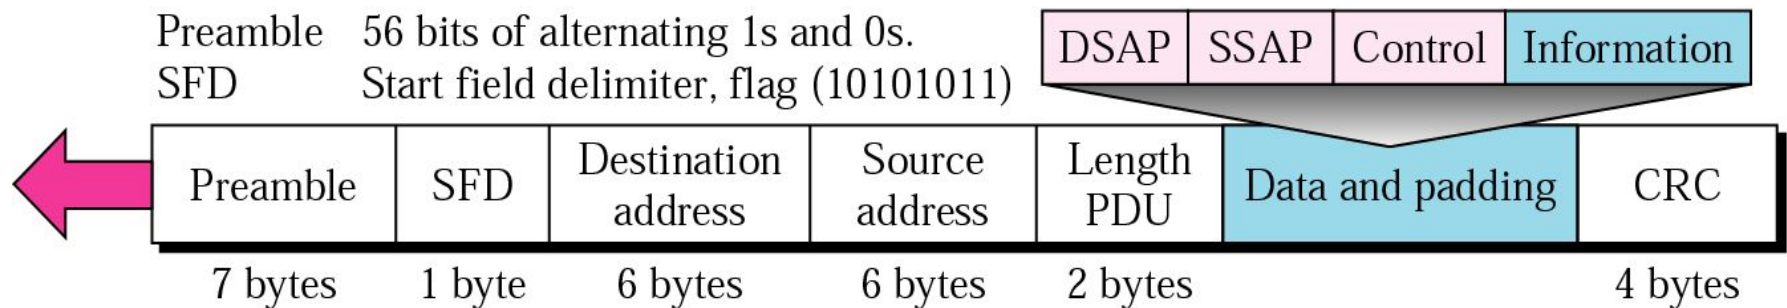 Preamble 56 bits of alternating 1s and 0s.
SFD Start field delimiter, flag (10101011)
DSAP SSAP Control Information
Preamble SFD Destination address Source address Length PDU Data and padding CRC
7 bytes 1 byte 6 bytes 6 bytes 2 bytes 4 bytes